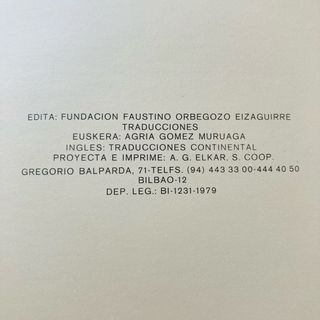 EDITA: FUNDACION FAUSTINO ORBEGOZO EIZAGUIRRE
TRADUCCIONES
EUSKERA: AGRIA GOMEZ MURUAGA
INGLES: TRADUCCIONES CONTINENTAL
PROYECTA E IMPRIME: A. G. ELKAR, S. COOP.
GREGORIO BALPARDA, 71-TELFS. (94) 443 33 00-444 40 50
BILBAO-12
DEP. LEG.: BI-1231-1979